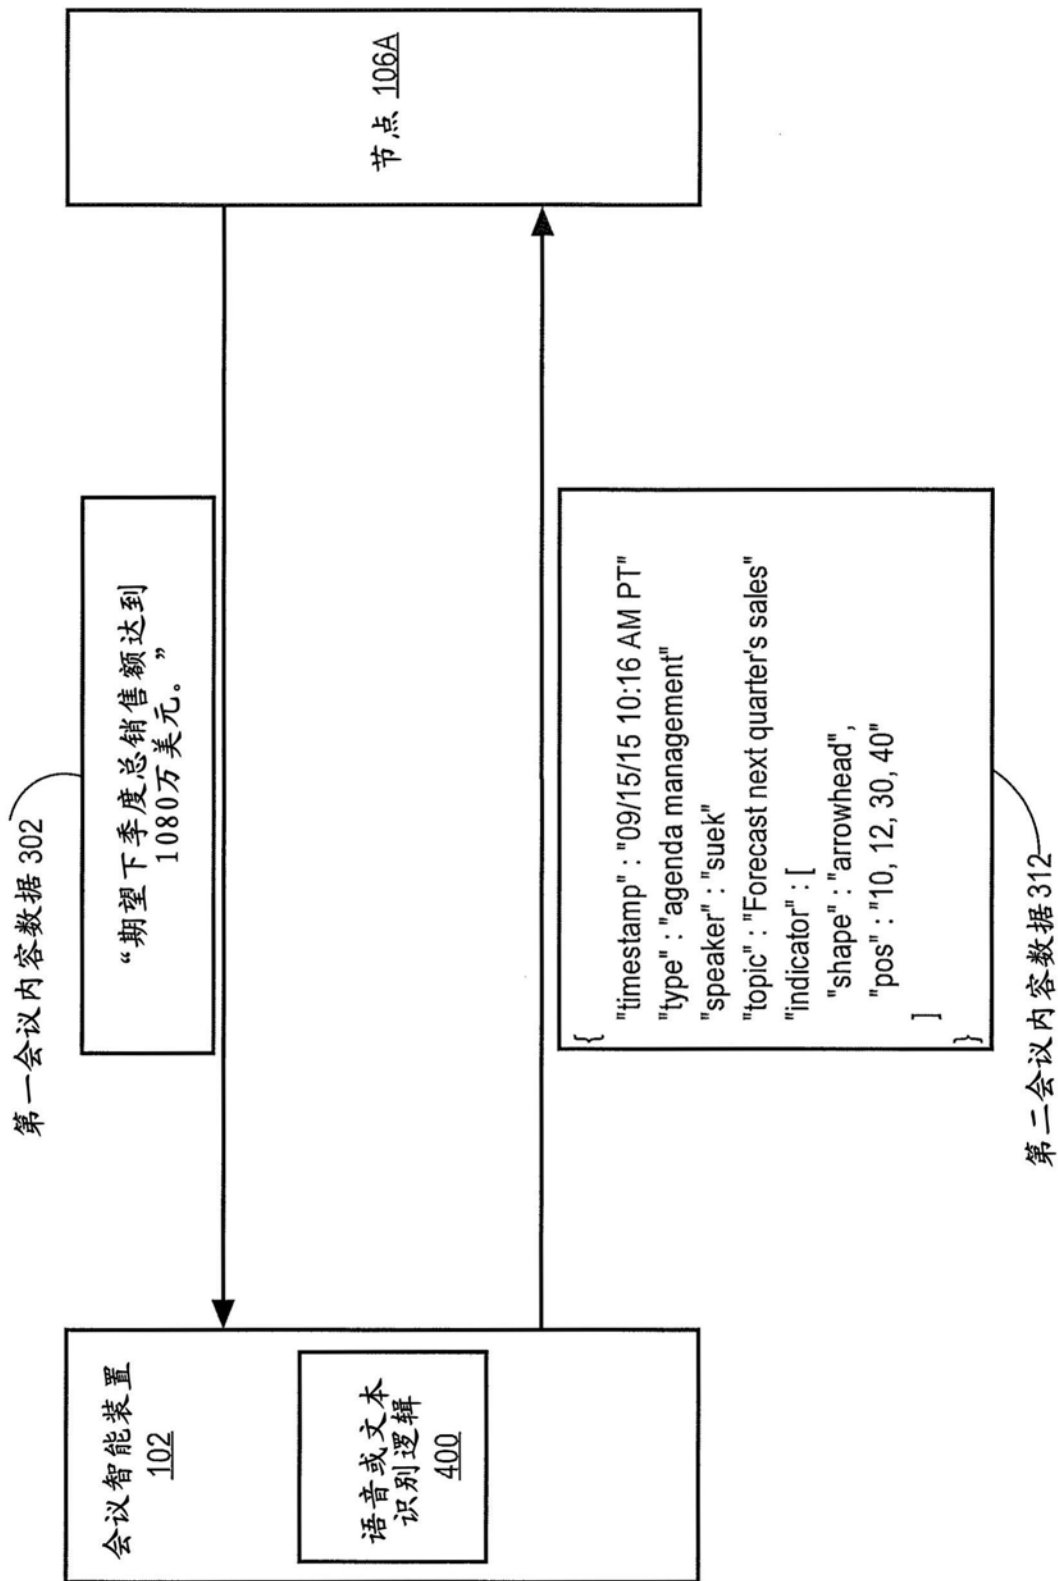 第一会议内容数据 302
会议智能装置
102
语音或文本
识别逻辑
400
“期望下季度总销售额达到
1080万美元。”
节点 106A
{
"timestamp" : "09/15/15 10:16 AM PT"
"type" : "agenda management"
"speaker" : "suek"
"topic" : "Forecast next quarter's sales"
"indicator" : [
"shape" : "arrowhead",
"pos" : "10, 12, 30, 40"
]
}
第二会议内容数据 312